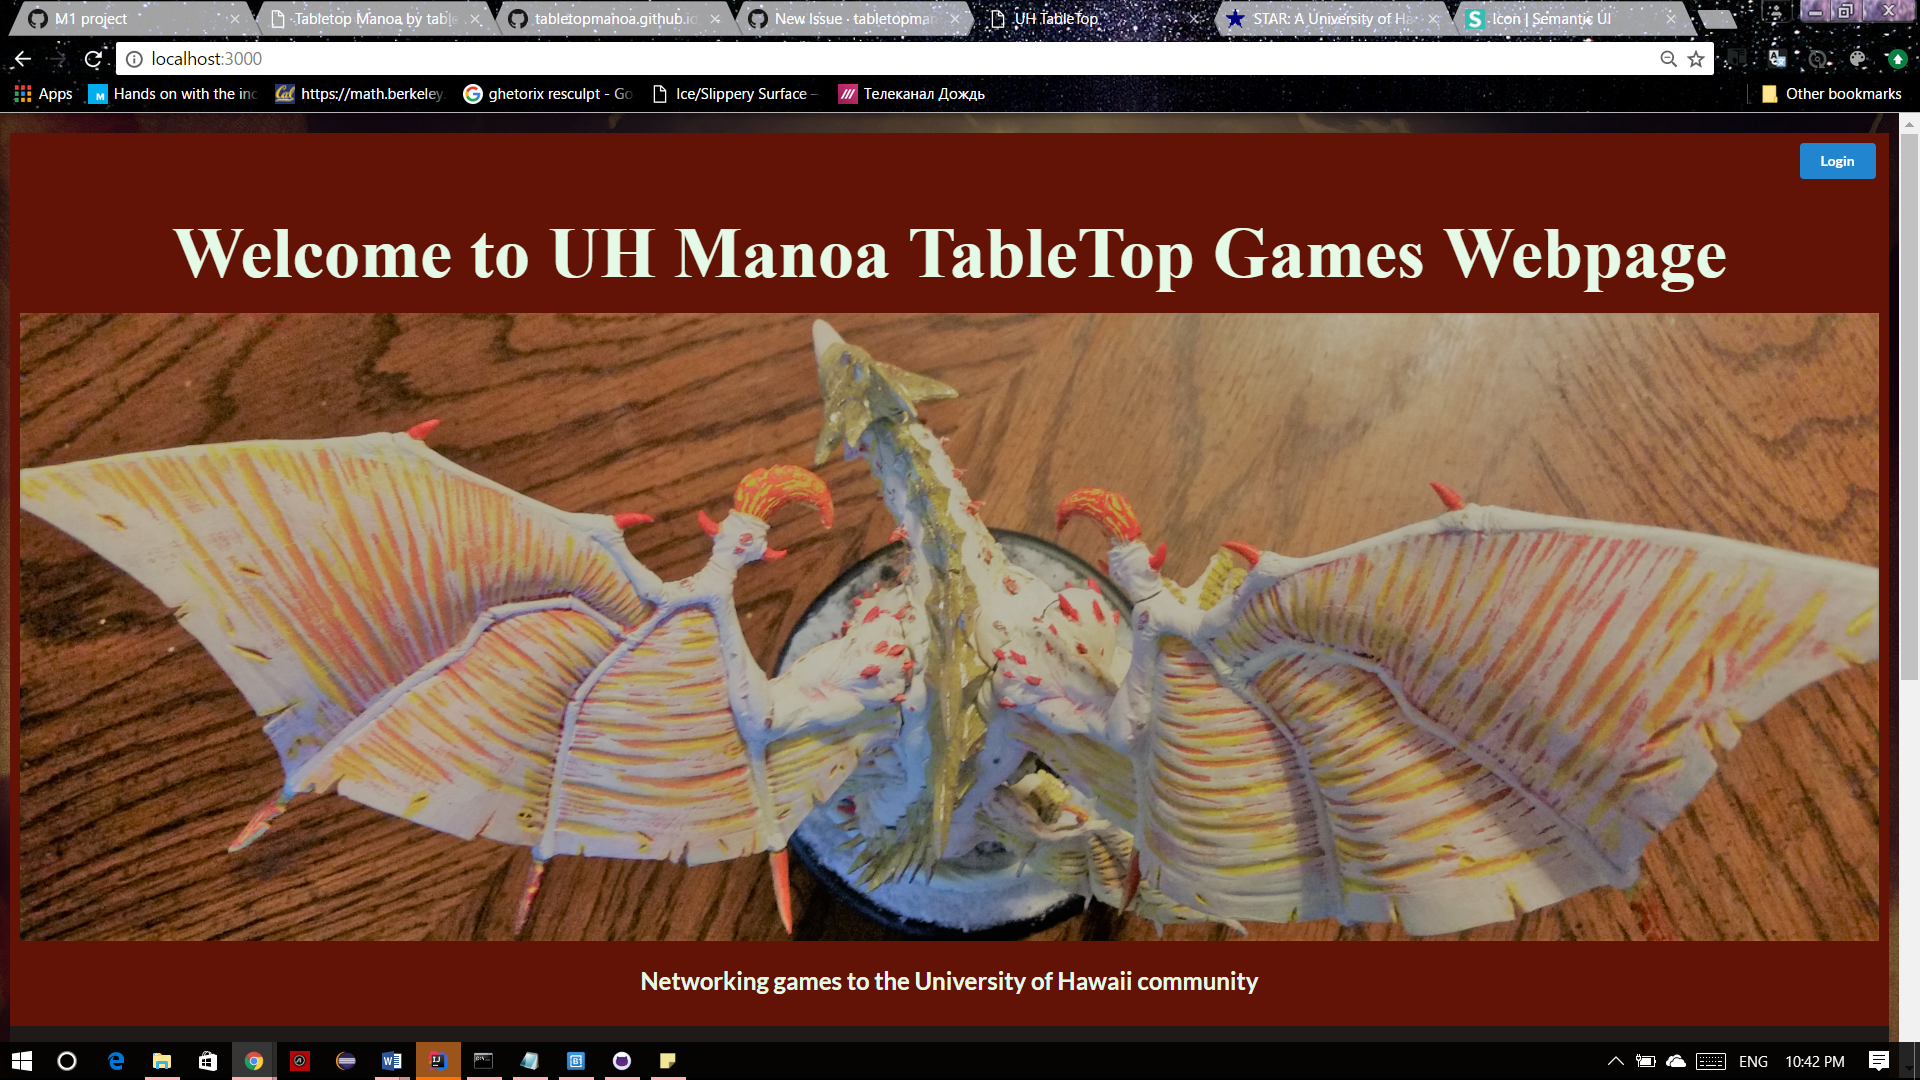 M1 project
Tabletop Manoa by table
tabletopmanoa.github.io
New Issue · tabletopman
UH TableTop
STAR: A University of Ha
Icon | Semantic UI
localhost:3000
Apps
Hands on with the inc
https://math.berkeley.
ghetorix resculpt - Go
Ice/Slippery Surface –
Телеканал Дождь
Other bookmarks
Login
Welcome to UH Manoa TableTop Games Webpage
Networking games to the University of Hawaii community
ENG
10:42 PM